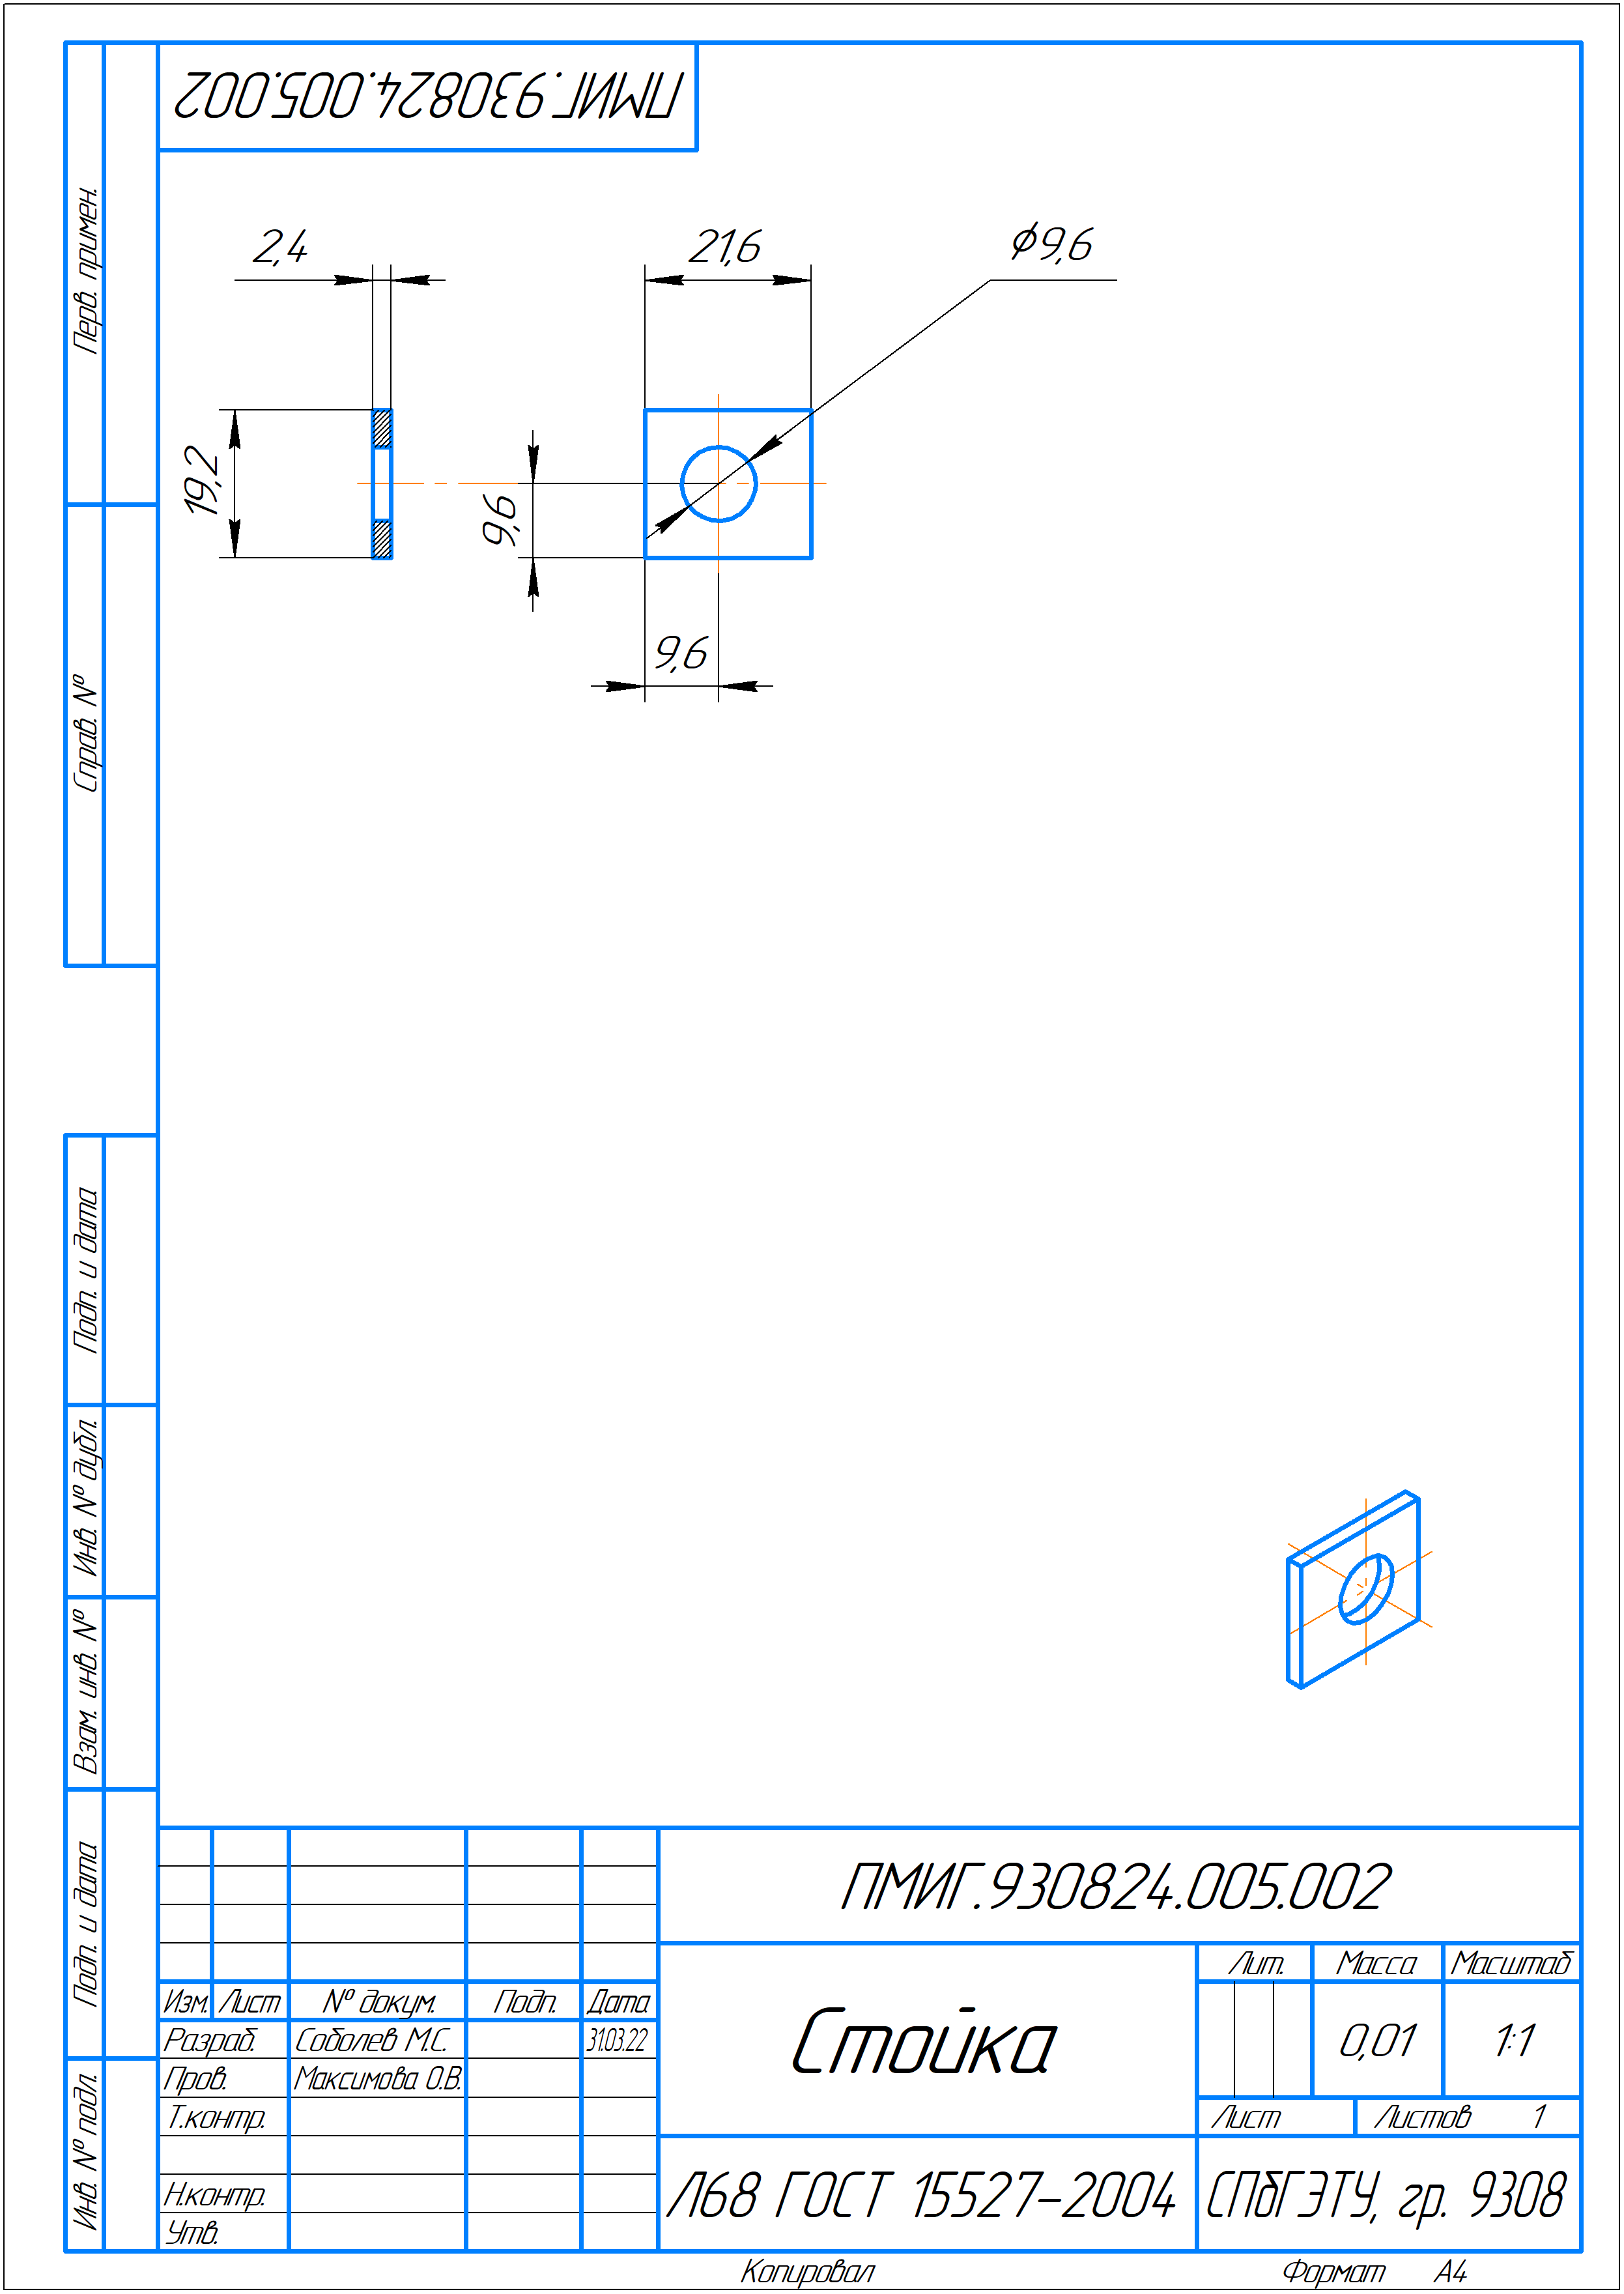 ПМИГ.930824.005.002
Перв. примен.
Справ. №
Подп. и дата
Инв. № дубл.
Взам. инв. №
Подп. и дата
Инв. № подл.
2,4
21,6
ϕ9,6
19,2
9,6
9,6
ПМИГ.930824.005.002
Изм. Лист № докум. Подп. Дата
Разраб. Соболев М.С. 31.03.22
Пров. Максимова О.В.
Т.контр.
Н.контр.
Утв.
Стойка
Лит. Масса Масштаб
0,01 1:1
Лист Листов 1
Л68 ГОСТ 15527-2004
СПбГЭТУ, гр. 9308
Копировал Формат А4